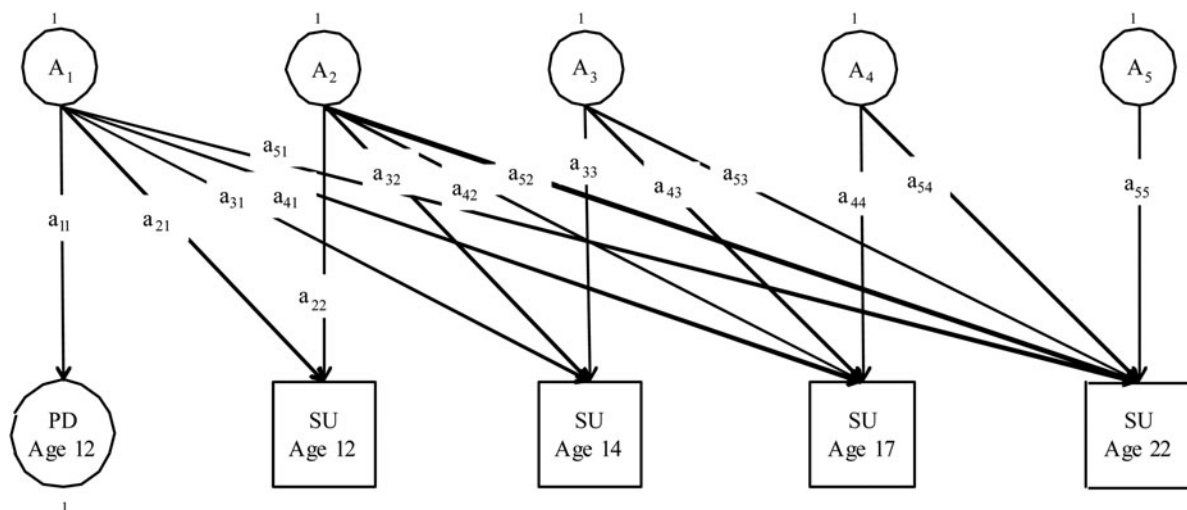 1 1 1 1 1
A₁ A₂ A₃ A₄ A₅
a₅₁ a₃₂ a₄₂ a₅₂ a₃₃ a₄₃ a₅₃ a₅₄
a₁₁ a₂₁ a₃₁ a₄₁ a₄₄ a₅₅
a₂₂
PD SU SU SU SU
Age 12 Age 12 Age 14 Age 17 Age 22
1